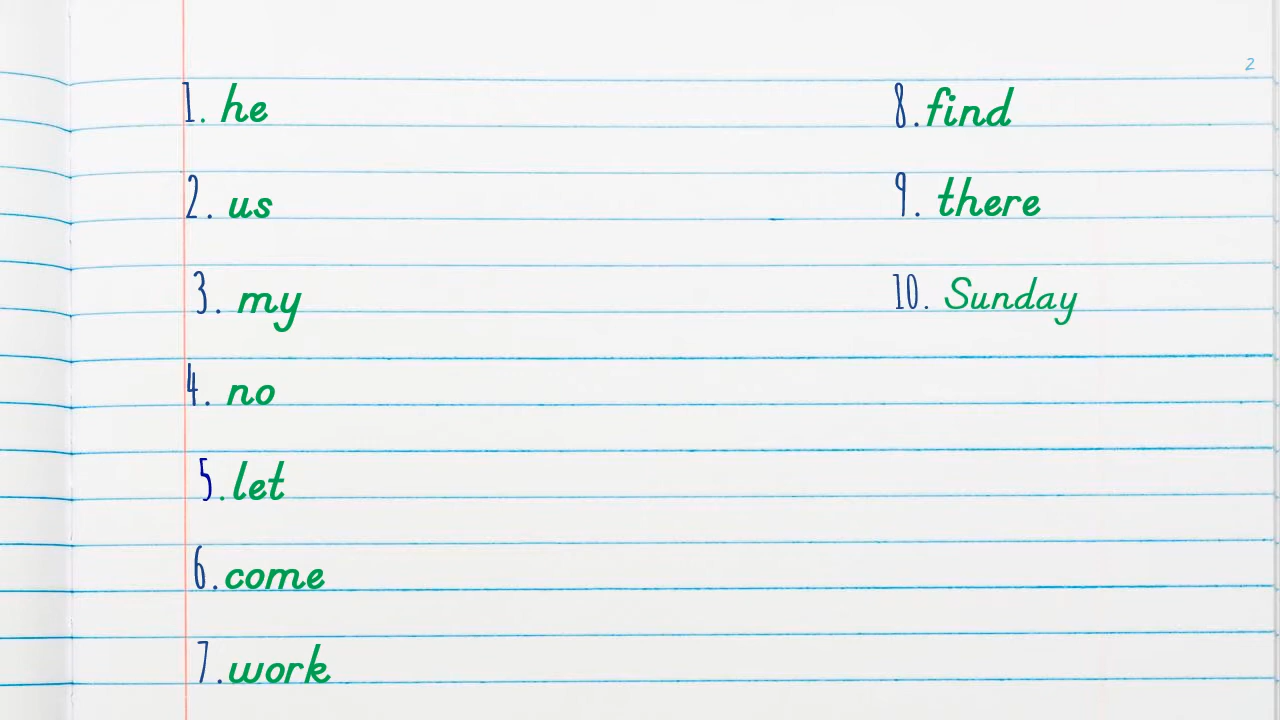 2
1. he
2. us
3. my
4. no
5. let
6. come
7. work
8. find
9. there
10. Sunday